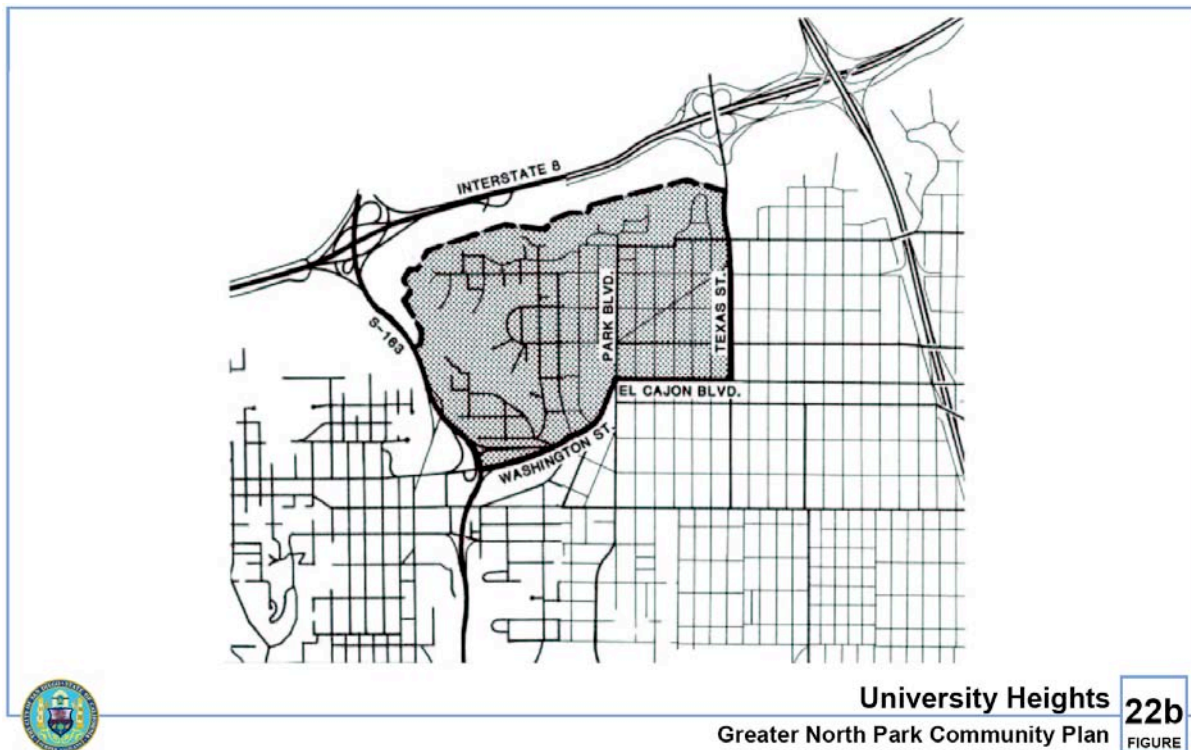 INTERSTATE 8
S-163
PARK BLVD.
TEXAS ST.
EL CAJON BLVD.
WASHINGTON ST.
University Heights
Greater North Park Community Plan
22b
FIGURE